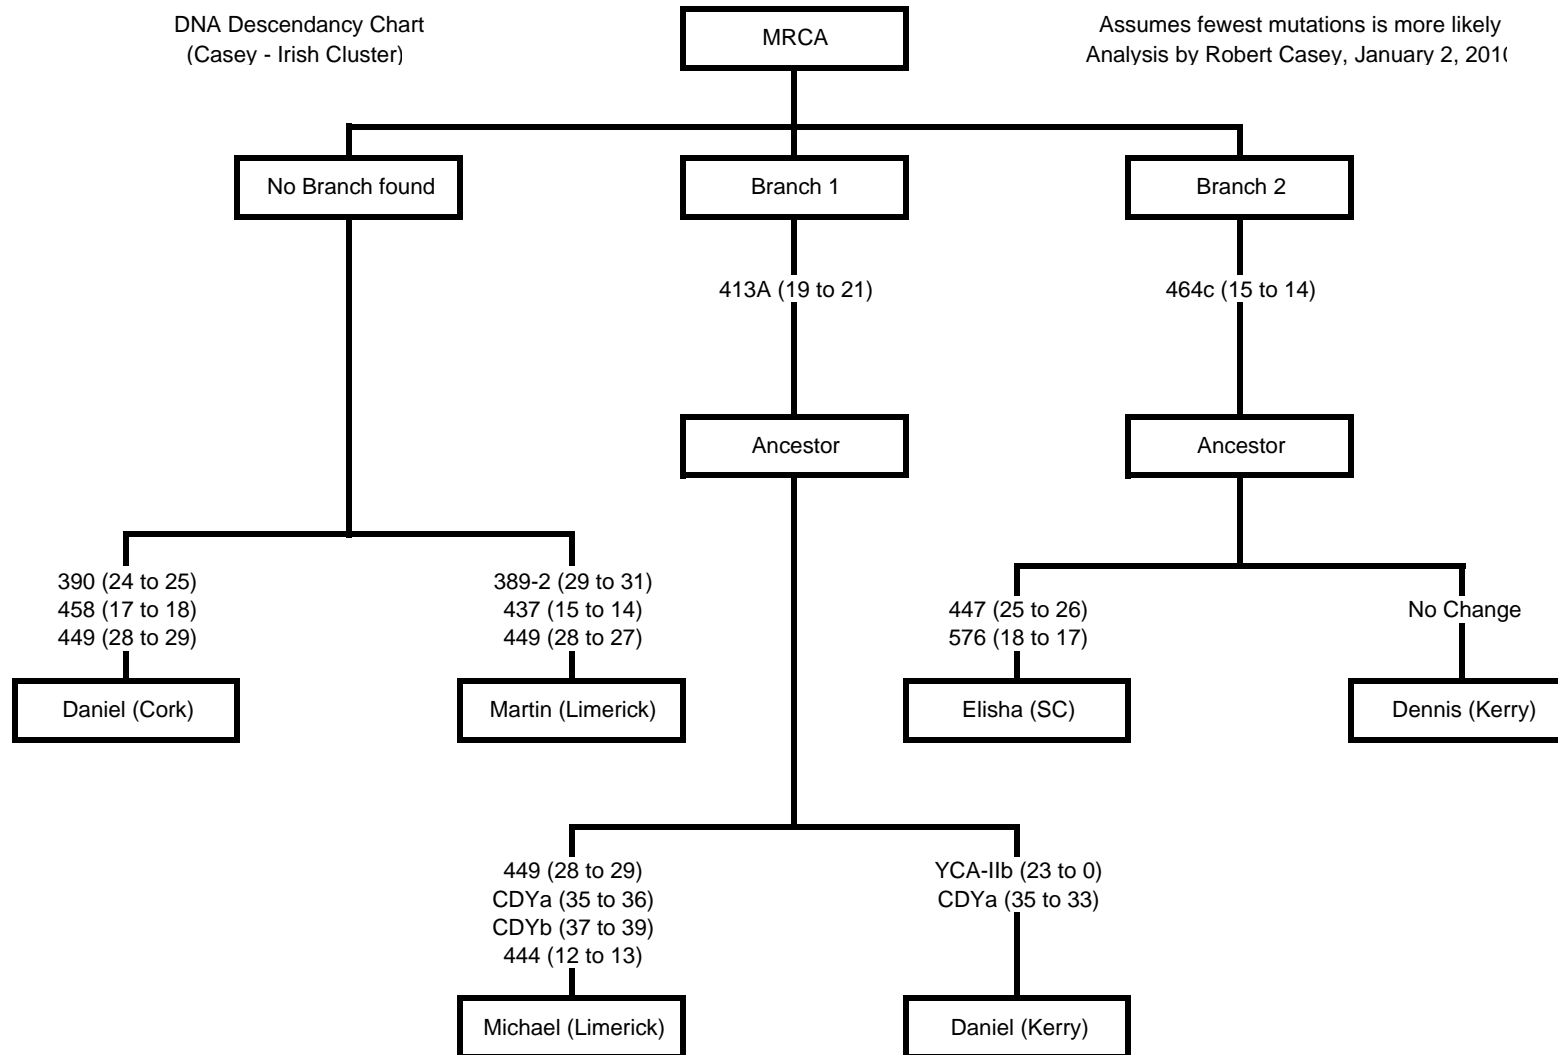 DNA Descendancy Chart
(Casey - Irish Cluster)
MRCA
Assumes fewest mutations is more likely
Analysis by Robert Casey, January 2, 2010
No Branch found
Branch 1
Branch 2
413A (19 to 21)
464c (15 to 14)
Ancestor
Ancestor
390 (24 to 25)
458 (17 to 18)
449 (28 to 29)
389-2 (29 to 31)
437 (15 to 14)
449 (28 to 27)
447 (25 to 26)
576 (18 to 17)
No Change
Daniel (Cork)
Martin (Limerick)
Elisha (SC)
Dennis (Kerry)
449 (28 to 29)
CDYa (35 to 36)
CDYb (37 to 39)
444 (12 to 13)
YCA-IIb (23 to 0)
CDYa (35 to 33)
Michael (Limerick)
Daniel (Kerry)